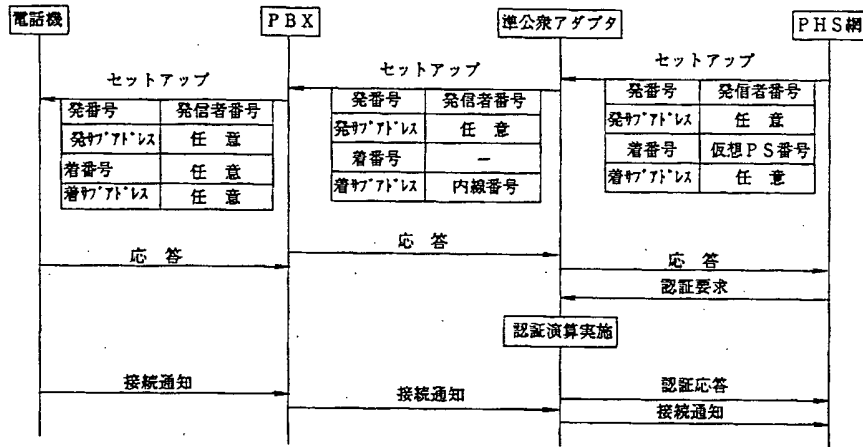 電話機 PBX 準公衆アダプタ PHS網
セットアップ セットアップ セットアップ
発番号 発信者番号
発サブアドレス 任 意
着番号 任 意
着サブアドレス 任 意
発番号 発信者番号
発サブアドレス 任 意
着番号 −
着サブアドレス 内線番号
発番号 発信者番号
発サブアドレス 任 意
着番号 仮想PS番号
着サブアドレス 任 意
応 答 応 答 応 答
認証要求
認証演算実施
接続通知 接続通知 認証応答
接続通知